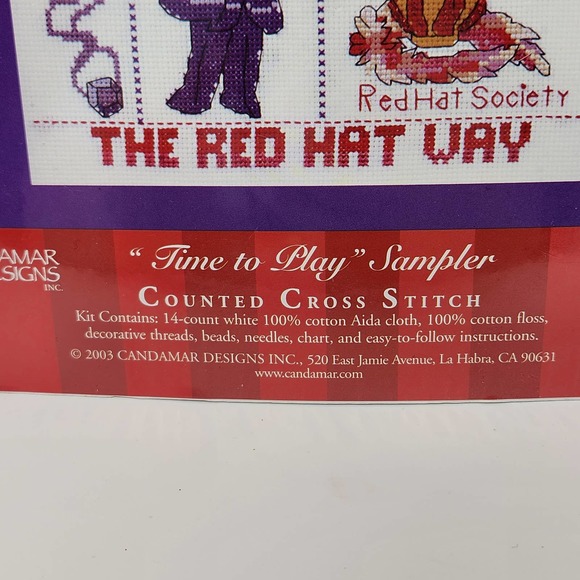 Red Hat Society
THE RED HAT WAY
AMAR
SIGNS
INC.
“Time to Play” Sampler
COUNTED CROSS STITCH
Kit Contains: 14-count white 100% cotton Aida cloth, 100% cotton floss,
decorative threads, beads, needles, chart, and easy-to-follow instructions.
© 2003 CANDAMAR DESIGNS INC., 520 East Jamie Avenue, La Habra, CA 90631
www.candamar.com